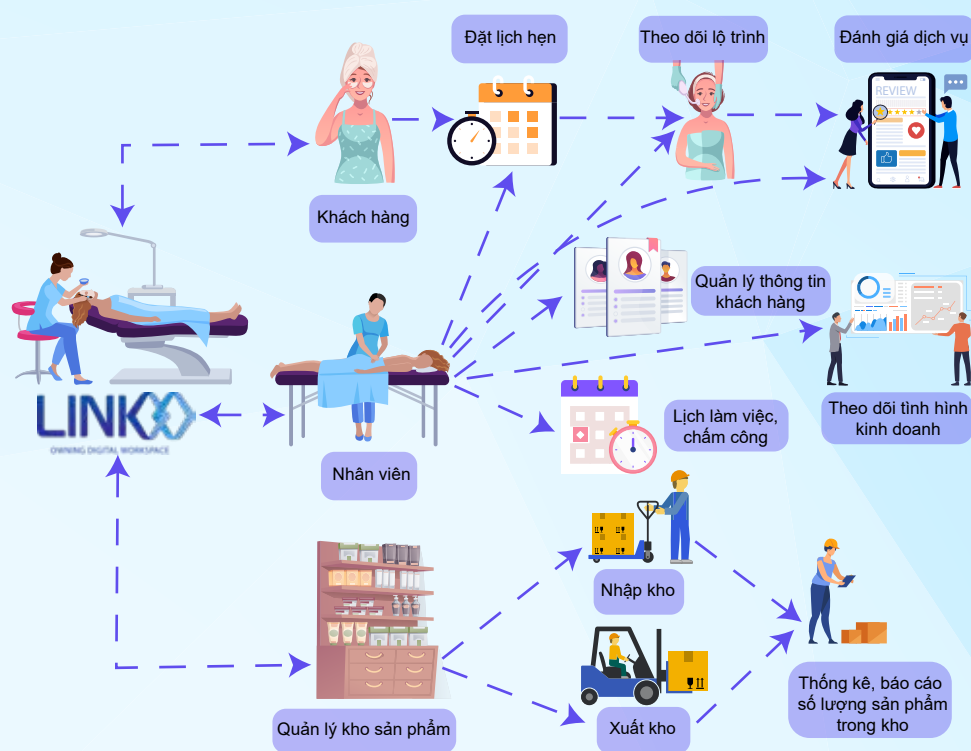 Đặt lịch hẹn
Theo dõi lộ trình
Đánh giá dịch vụ
REVIEW
Khách hàng
Quản lý thông tin
khách hàng
LINK
OWNING DIGITAL WORKSPACE
Theo dõi tình hình
kinh doanh
Lịch làm việc,
chấm công
Nhân viên
Nhập kho
Quản lý kho sản phẩm
Xuất kho
Thống kê, báo cáo
số lượng sản phẩm
trong kho